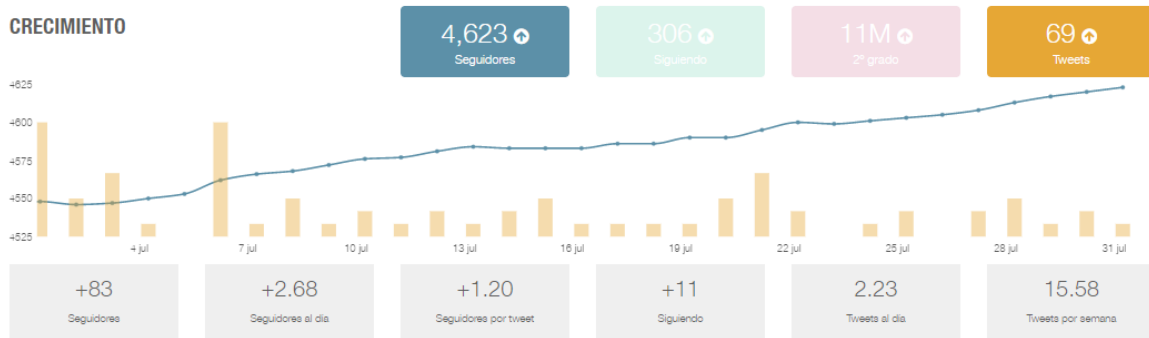 CRECIMIENTO
4,623
Seguidores
306
Siguiendo
11M
2º grado
69
Tweets
4625
4600
4575
4550
4525
4 jul
7 jul
10 jul
13 jul
16 jul
19 jul
22 jul
25 jul
28 jul
31 jul
+83
Seguidores
+2.68
Seguidores al día
+1.20
Seguidores por tweet
+11
Siguiendo
2.23
Tweets al día
15.58
Tweets por semana